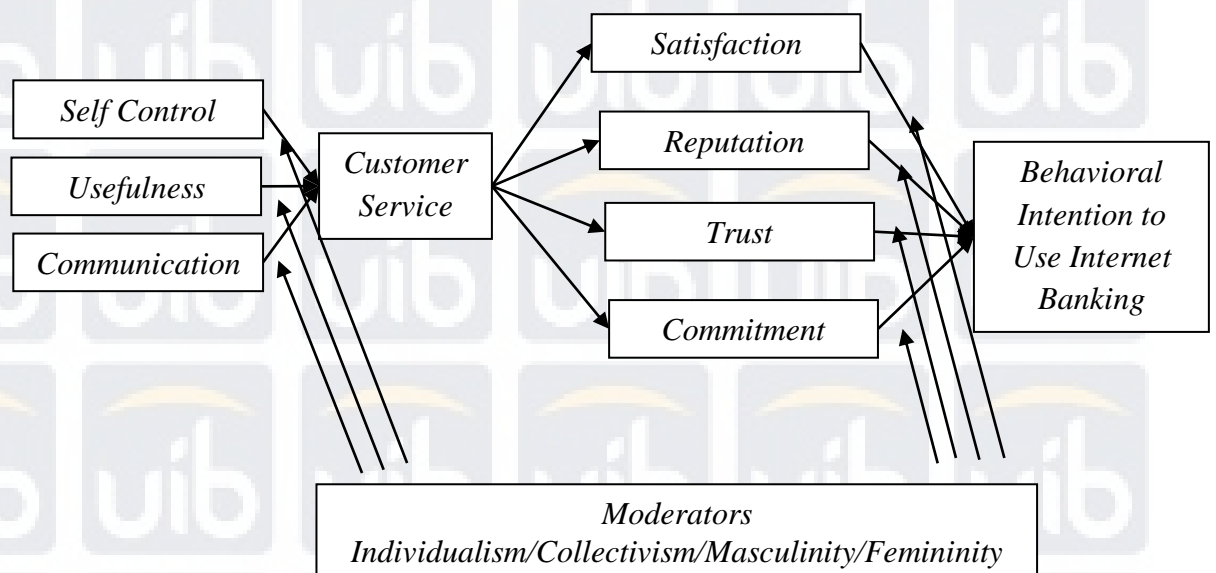 Satisfaction
Self Control
Reputation
Customer
Service
Behavioral
Intention to
Use Internet
Banking
Usefulness
Trust
Communication
Commitment
Moderators
Individualism/Collectivism/Masculinity/Femininity
uib